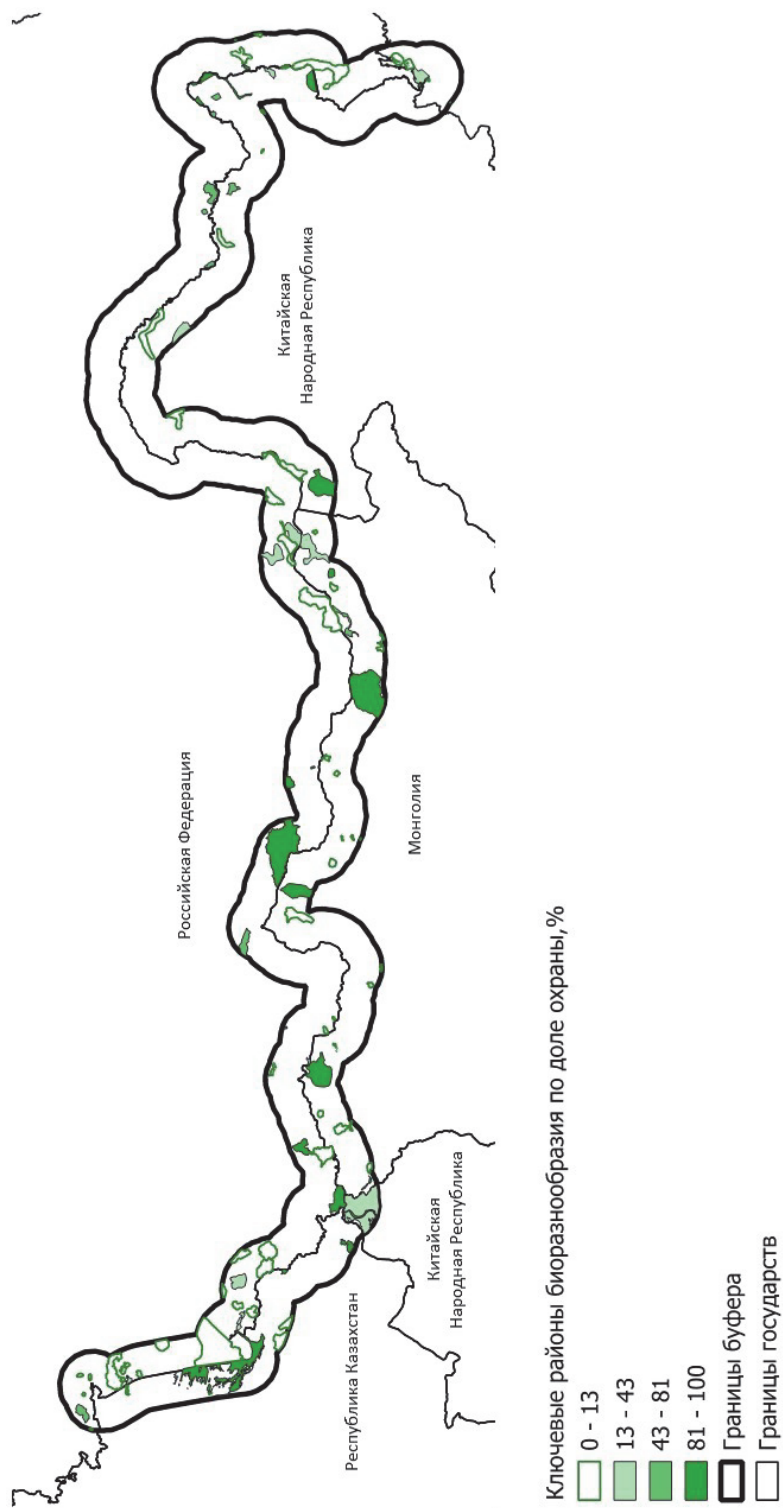 Российская Федерация
Китайская
Народная Республика
Монголия
Республика Казахстан
Китайская
Народная Республика
Ключевые районы биоразнообразия по доле охраны,%
0 - 13
13 - 43
43 - 81
81 - 100
Границы буфера
Границы государств